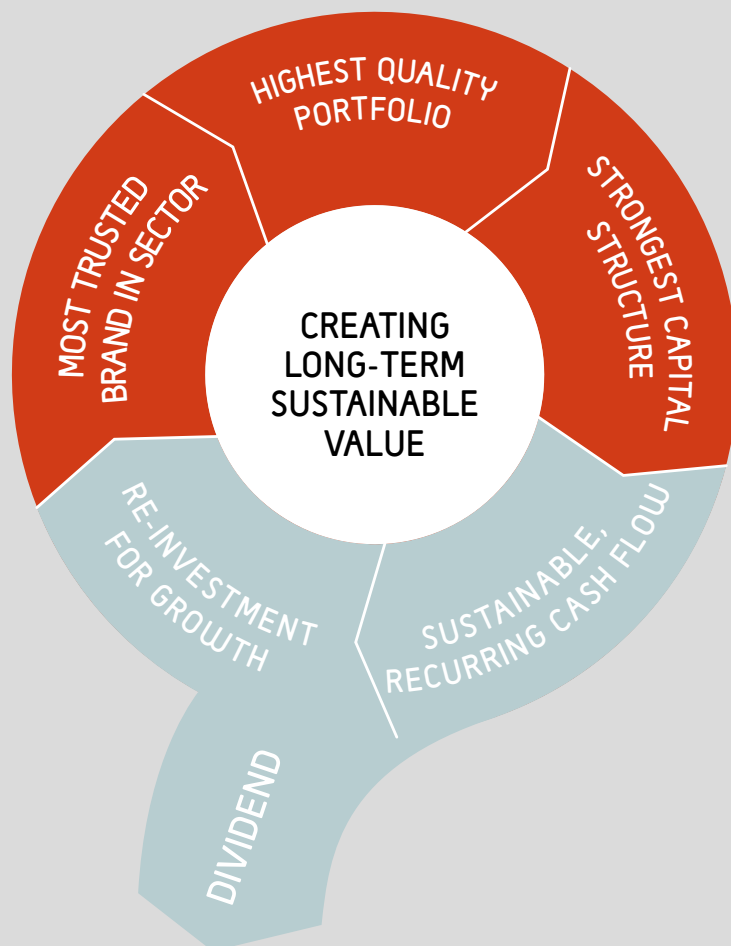 HIGHEST QUALITY
PORTFOLIO
STRONGEST CAPITAL
STRUCTURE
SUSTAINABLE,
RECURRING CASH FLOW
RE-INVESTMENT
FOR GROWTH
DIVIDEND
MOST TRUSTED
BRAND IN SECTOR
CREATING
LONG-TERM
SUSTAINABLE
VALUE